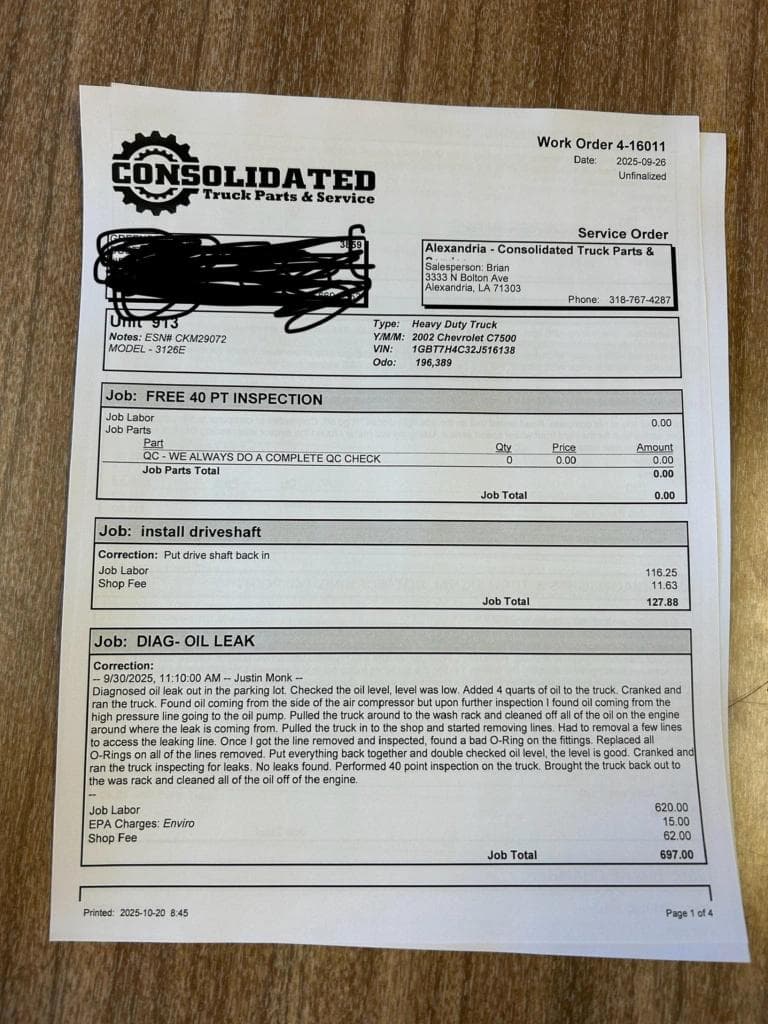 CONSOLIDATED
Truck Parts & Service
Work Order 4-16011
Date: 2025-09-26
Unfinalized
Service Order
3859
Alexandria - Consolidated Truck Parts &
Salesperson: Brian
3333 N Bolton Ave
Alexandria, LA 71303
Phone: 318-767-4287
Unit 913
Notes: ESN# CKM29072
MODEL - 3126E
Type: Heavy Duty Truck
Y/M/M: 2002 Chevrolet C7500
VIN: 1GBT7H4C32J516138
Odo: 196,389
Job: FREE 40 PT INSPECTION
Job Labor 0.00
Job Parts
Part Qty Price Amount
QC - WE ALWAYS DO A COMPLETE QC CHECK 0 0.00 0.00
Job Parts Total 0.00
Job Total 0.00
Job: install driveshaft
Correction: Put drive shaft back in
Job Labor 116.25
Shop Fee 11.63
Job Total 127.88
Job: DIAG- OIL LEAK
Correction:
-- 9/30/2025, 11:10:00 AM -- Justin Monk --
Diagnosed oil leak out in the parking lot. Checked the oil level, level was low. Added 4 quarts of oil to the truck. Cranked and
ran the truck. Found oil coming from the side of the air compressor but upon further inspection I found oil coming from the
high pressure line going to the oil pump. Pulled the truck around to the wash rack and cleaned off all of the oil on the engine
around where the leak is coming from. Pulled the truck in to the shop and started removing lines. Had to removal a few lines
to access the leaking line. Once I got the line removed and inspected, found a bad O-Ring on the fittings. Replaced all
O-Rings on all of the lines removed. Put everything back together and double checked oil level, the level is good. Cranked and
ran the truck inspecting for leaks. No leaks found. Performed 40 point inspection on the truck. Brought the truck back out to
the was rack and cleaned all of the oil off of the engine.
--
Job Labor 620.00
EPA Charges: Enviro 15.00
Shop Fee 62.00
Job Total 697.00
Printed: 2025-10-20 8:45
Page 1 of 4